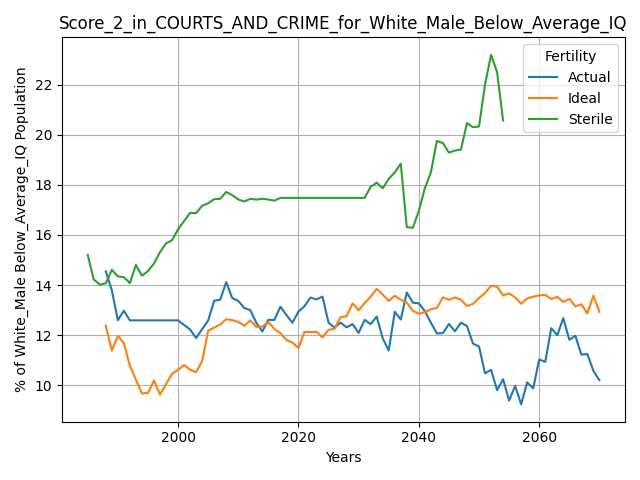 Score_2_in_COURTS_AND_CRIME_for_White_Male_Below_Average_IQ
% of White_Male Below_Average_IQ Population
22
20
18
16
14
12
10
Fertility
Actual
Ideal
Sterile
2000
2020
2040
2060
Years